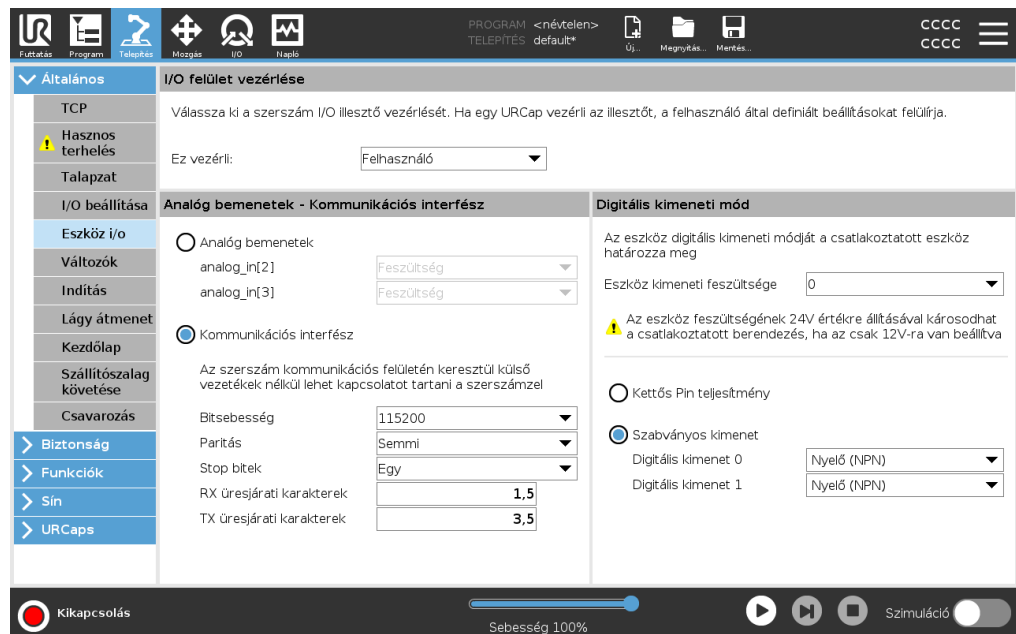 UR
Futtatás
Program
Telepítés
Mozgás
I/O
Napló
PROGRAM <névtelen>
TELEPÍTÉS default*
Új...
Megnyitás...
Mentés...
cccc
cccc
Általános
TCP
Hasznos
terhelés
Talapzat
I/O beállítása
Eszköz i/o
Változók
Indítás
Lágy átmenet
Kezdőlap
Szállítószalag
követése
Csavarozás
Biztonság
Funkciók
Sín
URCaps
I/O felület vezérlése
Válassza ki a szerszám I/O illesztő vezérlését. Ha egy URCap vezérli az illesztőt, a felhasználó által definiált beállításokat felülírja.
Ez vezérli: Felhasználó
Analóg bemenetek - Kommunikációs interfész
Analóg bemenetek
analog_in[2] Feszültség
analog_in[3] Feszültség
Kommunikációs interfész
Az szerszám kommunikációs felületén keresztül külső
vezetékek nélkül lehet kapcsolatot tartani a szerszámzel
Bitsebesség 115200
Paritás Semmi
Stop bitek Egy
RX üresjárati karakterek 1,5
TX üresjárati karakterek 3,5
Digitális kimeneti mód
Az eszköz digitális kimeneti módját a csatlakoztatott eszköz
határozza meg
Eszköz kimeneti feszültsége 0
Az eszköz feszültségének 24V értékre állításával károsodhat
a csatlakoztatott berendezés, ha az csak 12V-ra van beállítva
Kettős Pin teljesítmény
Szabványos kimenet
Digitális kimenet 0 Nyelő (NPN)
Digitális kimenet 1 Nyelő (NPN)
Kikapcsolás
Sebesség 100%
Szimuláció